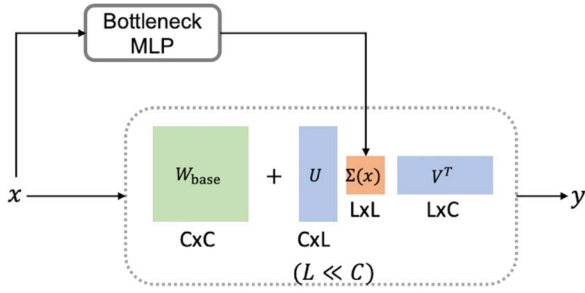 Bottleneck
MLP
x
W_base + U Σ(x) V^T
y
CxC CxL LxL LxC
(L ≪ C)